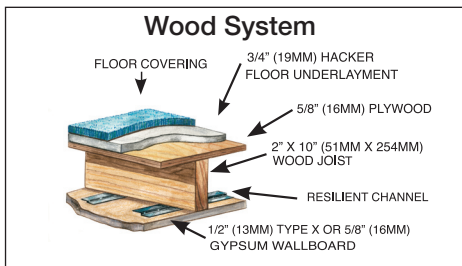 Wood System
FLOOR COVERING
3/4" (19MM) HACKER
FLOOR UNDERLAYMENT
5/8" (16MM) PLYWOOD
2" X 10" (51MM X 254MM)
WOOD JOIST
RESILIENT CHANNEL
1/2" (13MM) TYPE X OR 5/8" (16MM)
GYPSUM WALLBOARD